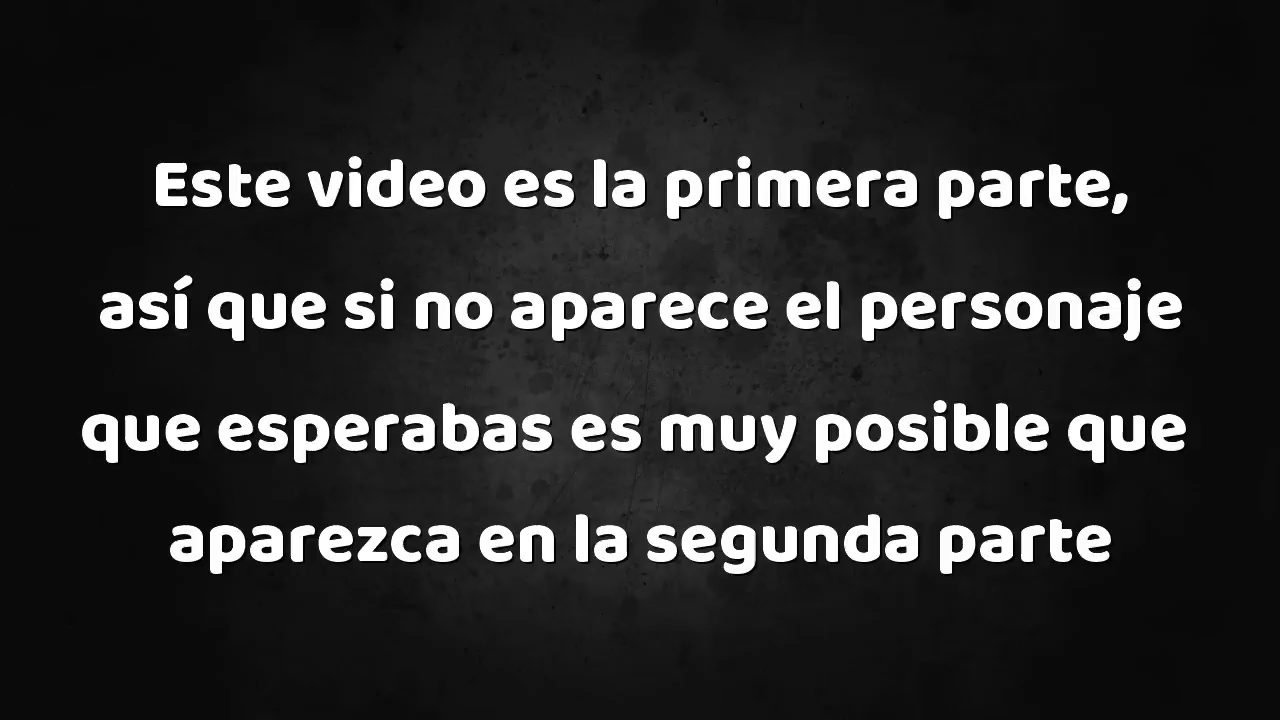 Este video es la primera parte,
así que si no aparece el personaje
que esperabas es muy posible que
aparezca en la segunda parte